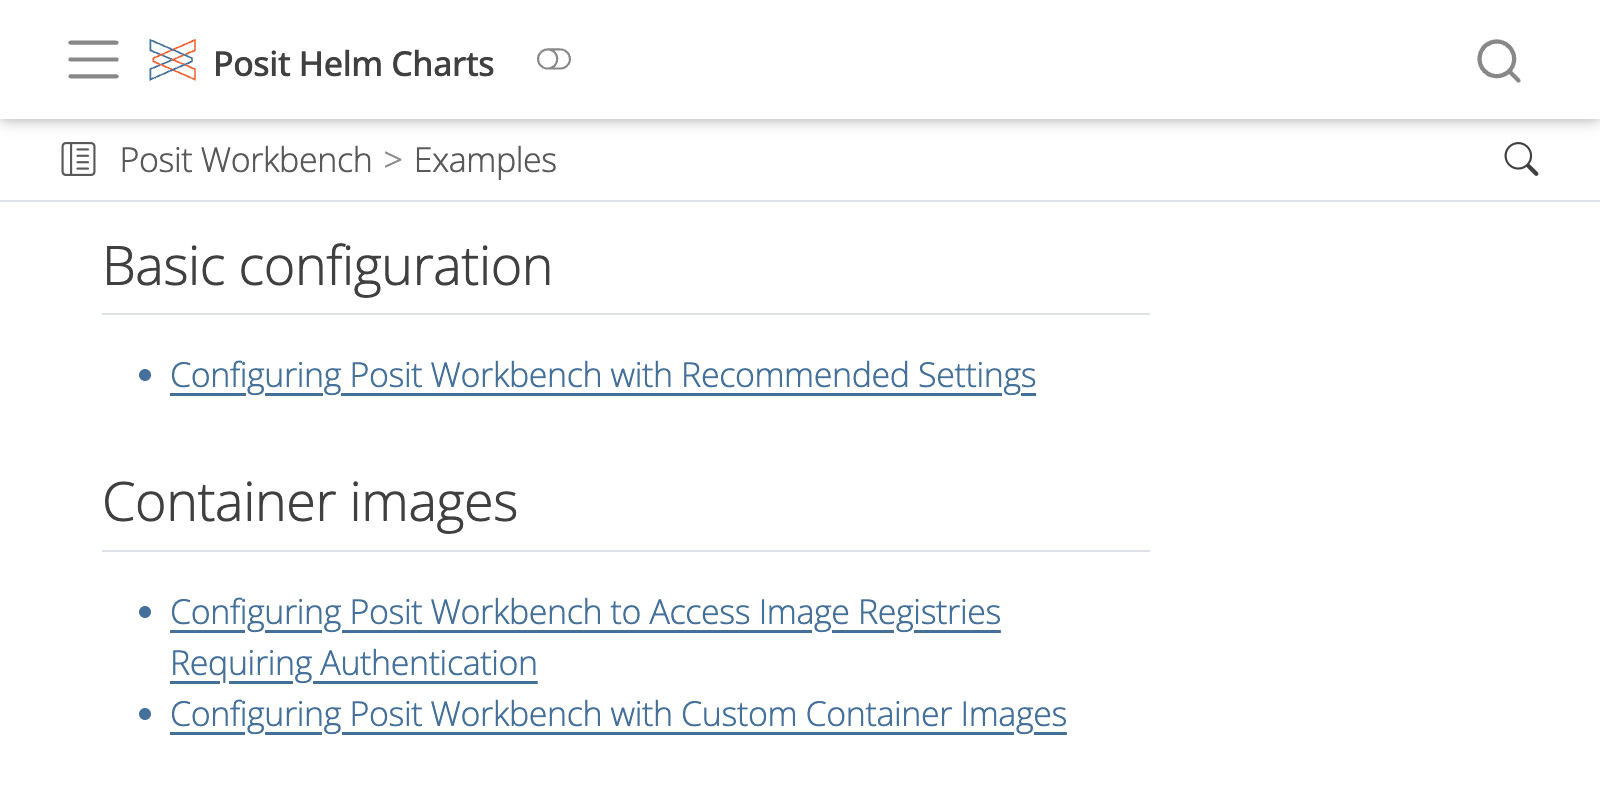 Posit Helm Charts
Posit Workbench > Examples
Basic configuration
Configuring Posit Workbench with Recommended Settings
Container images
Configuring Posit Workbench to Access Image Registries
Requiring Authentication
Configuring Posit Workbench with Custom Container Images